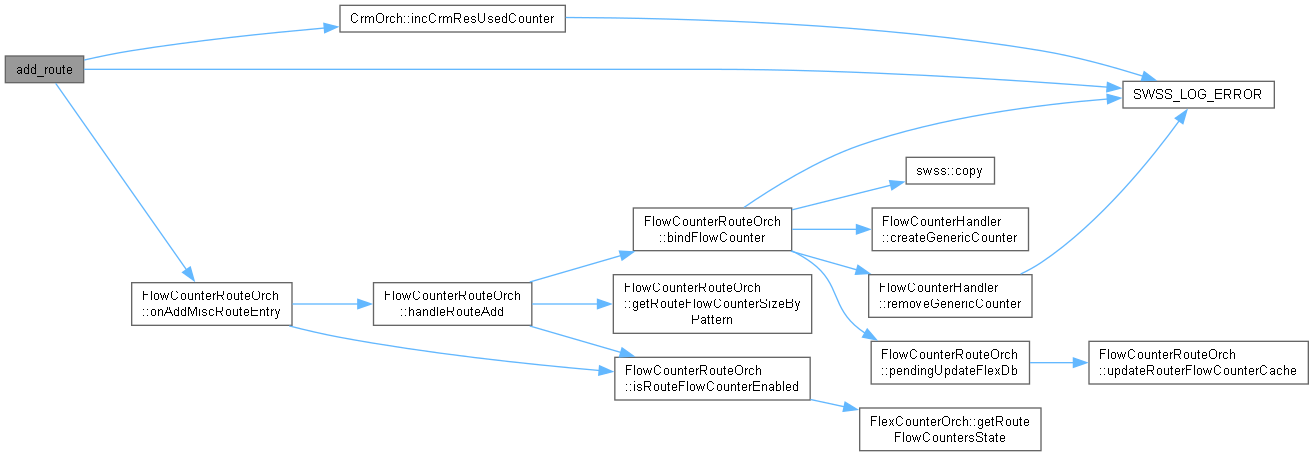 CrmOrch::incCrmResUsedCounter
add_route
SWSS_LOG_ERROR
swss::copy
FlowCounterRouteOrch
::bindFlowCounter
FlowCounterHandler
::createGenericCounter
FlowCounterRouteOrch
::onAddMiscRouteEntry
FlowCounterRouteOrch
::handleRouteAdd
FlowCounterRouteOrch
::getRouteFlowCounterSizeBy
Pattern
FlowCounterHandler
::removeGenericCounter
FlowCounterRouteOrch
::isRouteFlowCounterEnabled
FlowCounterRouteOrch
::pendingUpdateFlexDb
FlowCounterRouteOrch
::updateRouterFlowCounterCache
FlexCounterOrch::getRoute
FlowCountersState